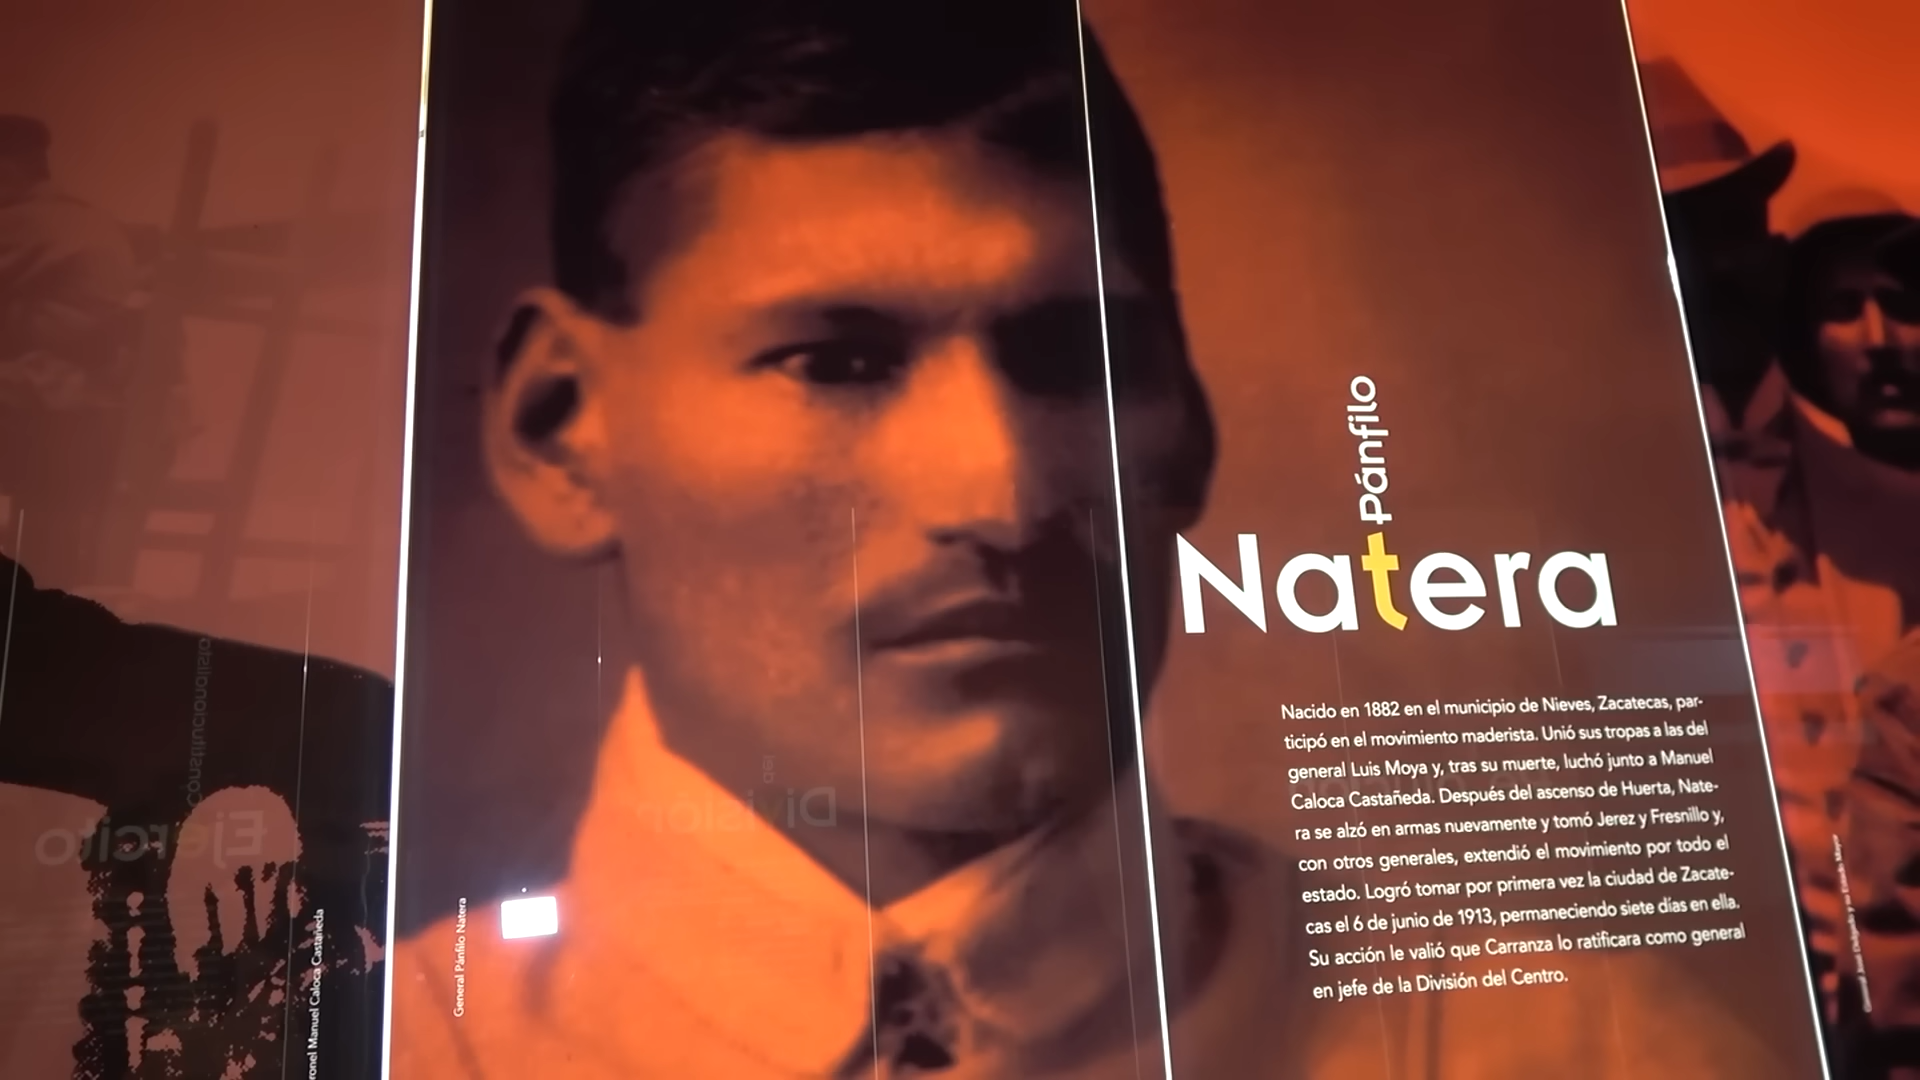 Pánfilo
Natera
Nacido en 1882 en el municipio de Nieves, Zacatecas, par-
ticipó en el movimiento maderista. Unió sus tropas a las del
general Luis Moya y, tras su muerte, luchó junto a Manuel
Caloca Castañeda. Después del ascenso de Huerta, Nate-
ra se alzó en armas nuevamente y tomó Jerez y Fresnillo y,
con otros generales, extendió el movimiento por todo el
estado. Logró tomar por primera vez la ciudad de Zacate-
cas el 6 de junio de 1913, permaneciendo siete días en ella.
Su acción le valió que Carranza lo ratificara como general
en jefe de la División del Centro.
General Pánfilo Natera
oronel Manuel Caloca Castañeda
Ejército
Constitucionalista
División
del